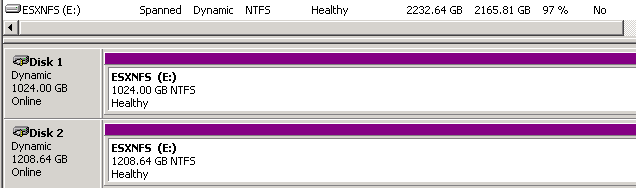 ESXNFS (E:) Spanned Dynamic NTFS Healthy 2232.64 GB 2165.81 GB 97 % No
Disk 1
Dynamic
1024.00 GB
Online
ESXNFS (E:)
1024.00 GB NTFS
Healthy
Disk 2
Dynamic
1208.64 GB
Online
ESXNFS (E:)
1208.64 GB NTFS
Healthy